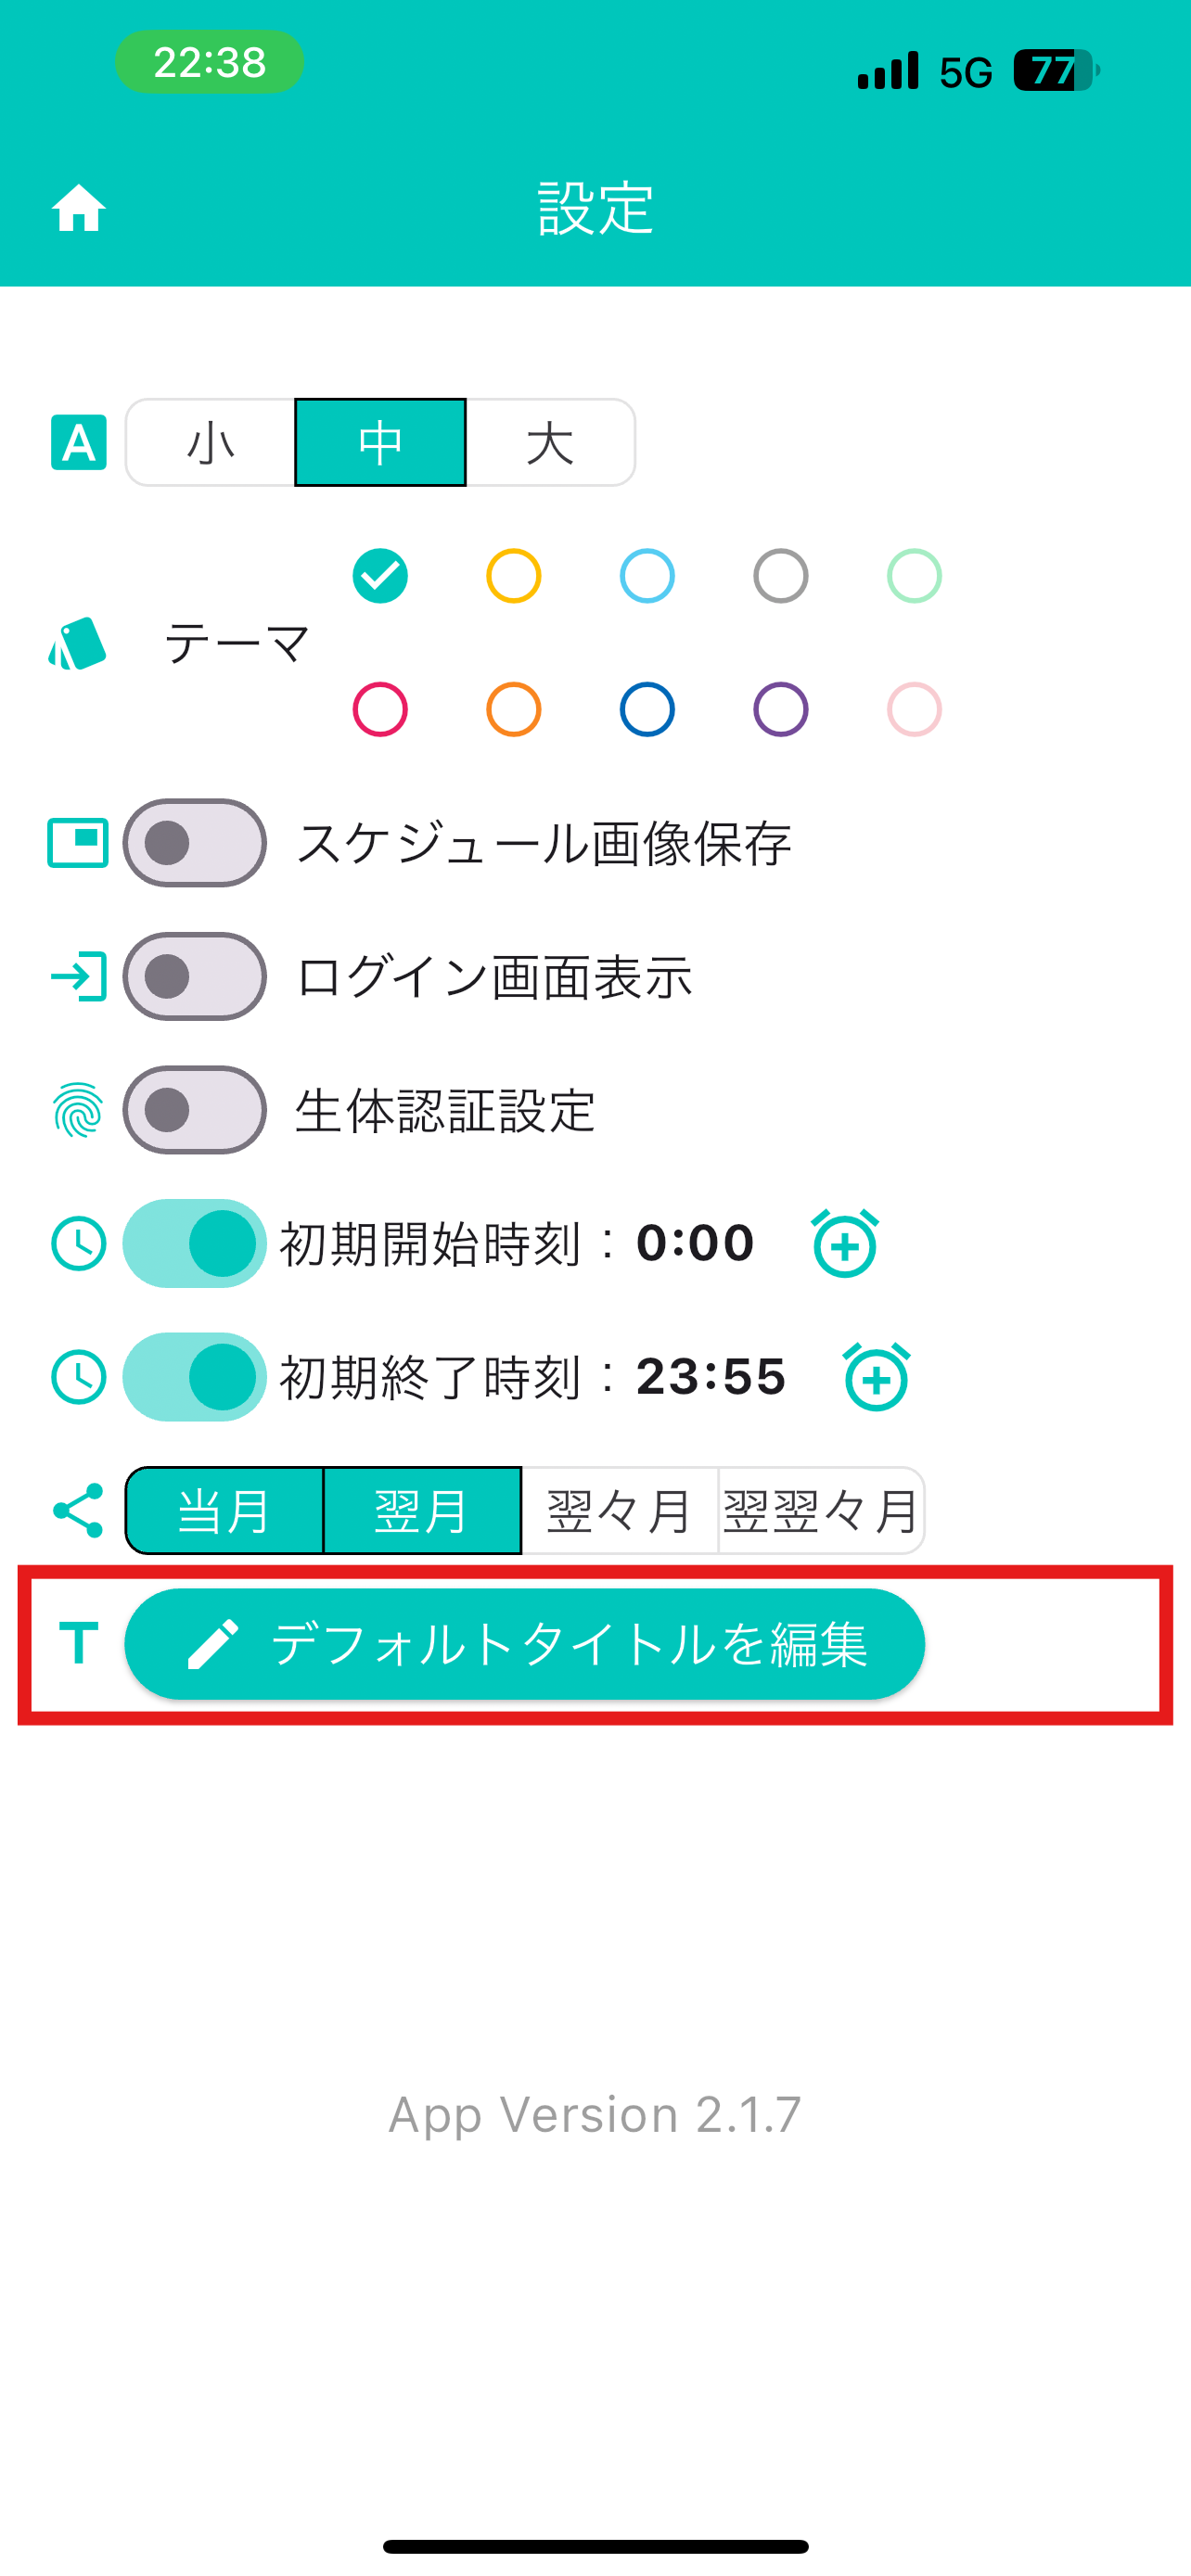 22:38 5G 77
設定
A 小 中 大
テーマ
スケジュール画像保存
ログイン画面表示
生体認証設定
初期開始時刻：0:00
初期終了時刻：23:55
当月 翌月 翌々月 翌翌々月
T デフォルトタイトルを編集
App Version 2.1.7